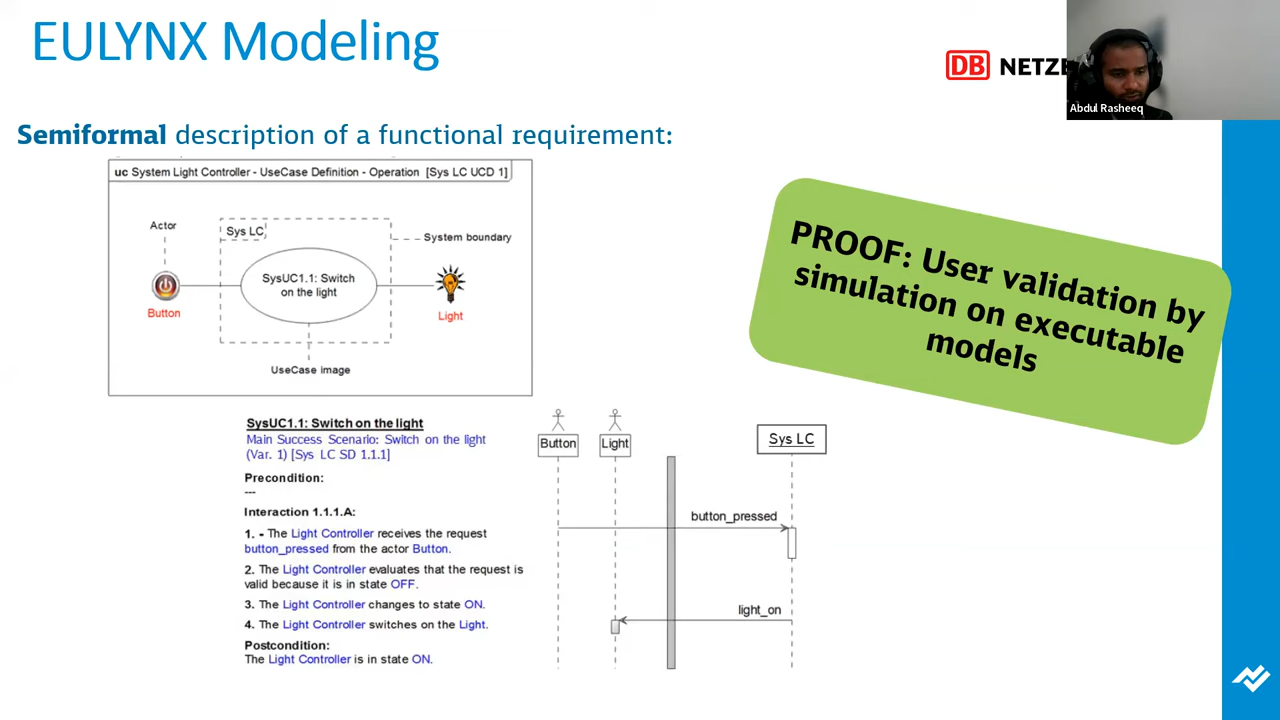 EULYNX Modeling
DB NETZE
Abdul Rasheeq
Semiformal description of a functional requirement:
uc System Light Controller - UseCase Definition - Operation [Sys LC UCD 1]
Actor
Sys LC
System boundary
SysUC1.1: Switch
on the light
Button
Light
UseCase image
PROOF: User validation by
simulation on executable
models
SysUC1.1: Switch on the light
Main Success Scenario: Switch on the light
(Var. 1) [Sys LC SD 1.1.1]
Precondition:
---
Interaction 1.1.1.A:
1. - The Light Controller receives the request
button_pressed from the actor Button.
2. The Light Controller evaluates that the request is
valid because it is in state OFF.
3. The Light Controller changes to state ON.
4. The Light Controller switches on the Light.
Postcondition:
The Light Controller is in state ON.
Button
Light
Sys LC
button_pressed
light_on